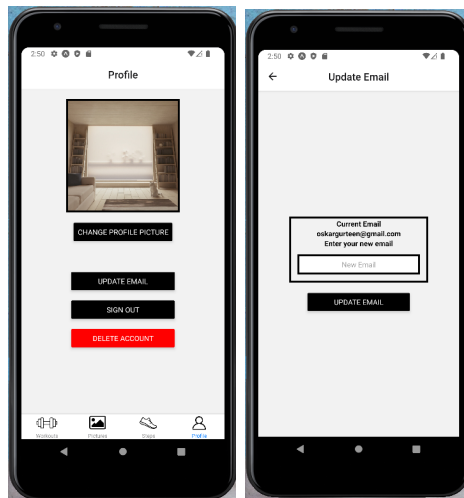 2:50
Profile
CHANGE PROFILE PICTURE
UPDATE EMAIL
SIGN OUT
DELETE ACCOUNT
Workouts
Pictures
Steps
Profile
2:50
Update Email
Current Email
oskargurteen@gmail.com
Enter your new email
New Email
UPDATE EMAIL